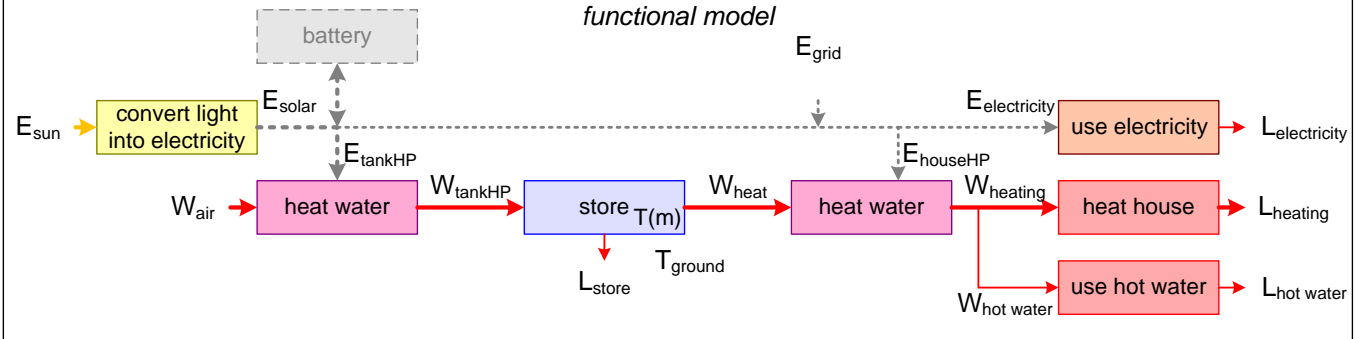 functional model
battery
E_grid
E_solar
E_electricity
E_sun
convert light
into electricity
use electricity
L_electricity
E_tankHP
E_houseHP
W_tankHP
W_heat
W_heating
W_air
heat water
store
T(m)
heat water
heat house
L_heating
T_ground
L_store
use hot water
L_hot water
W_hot water